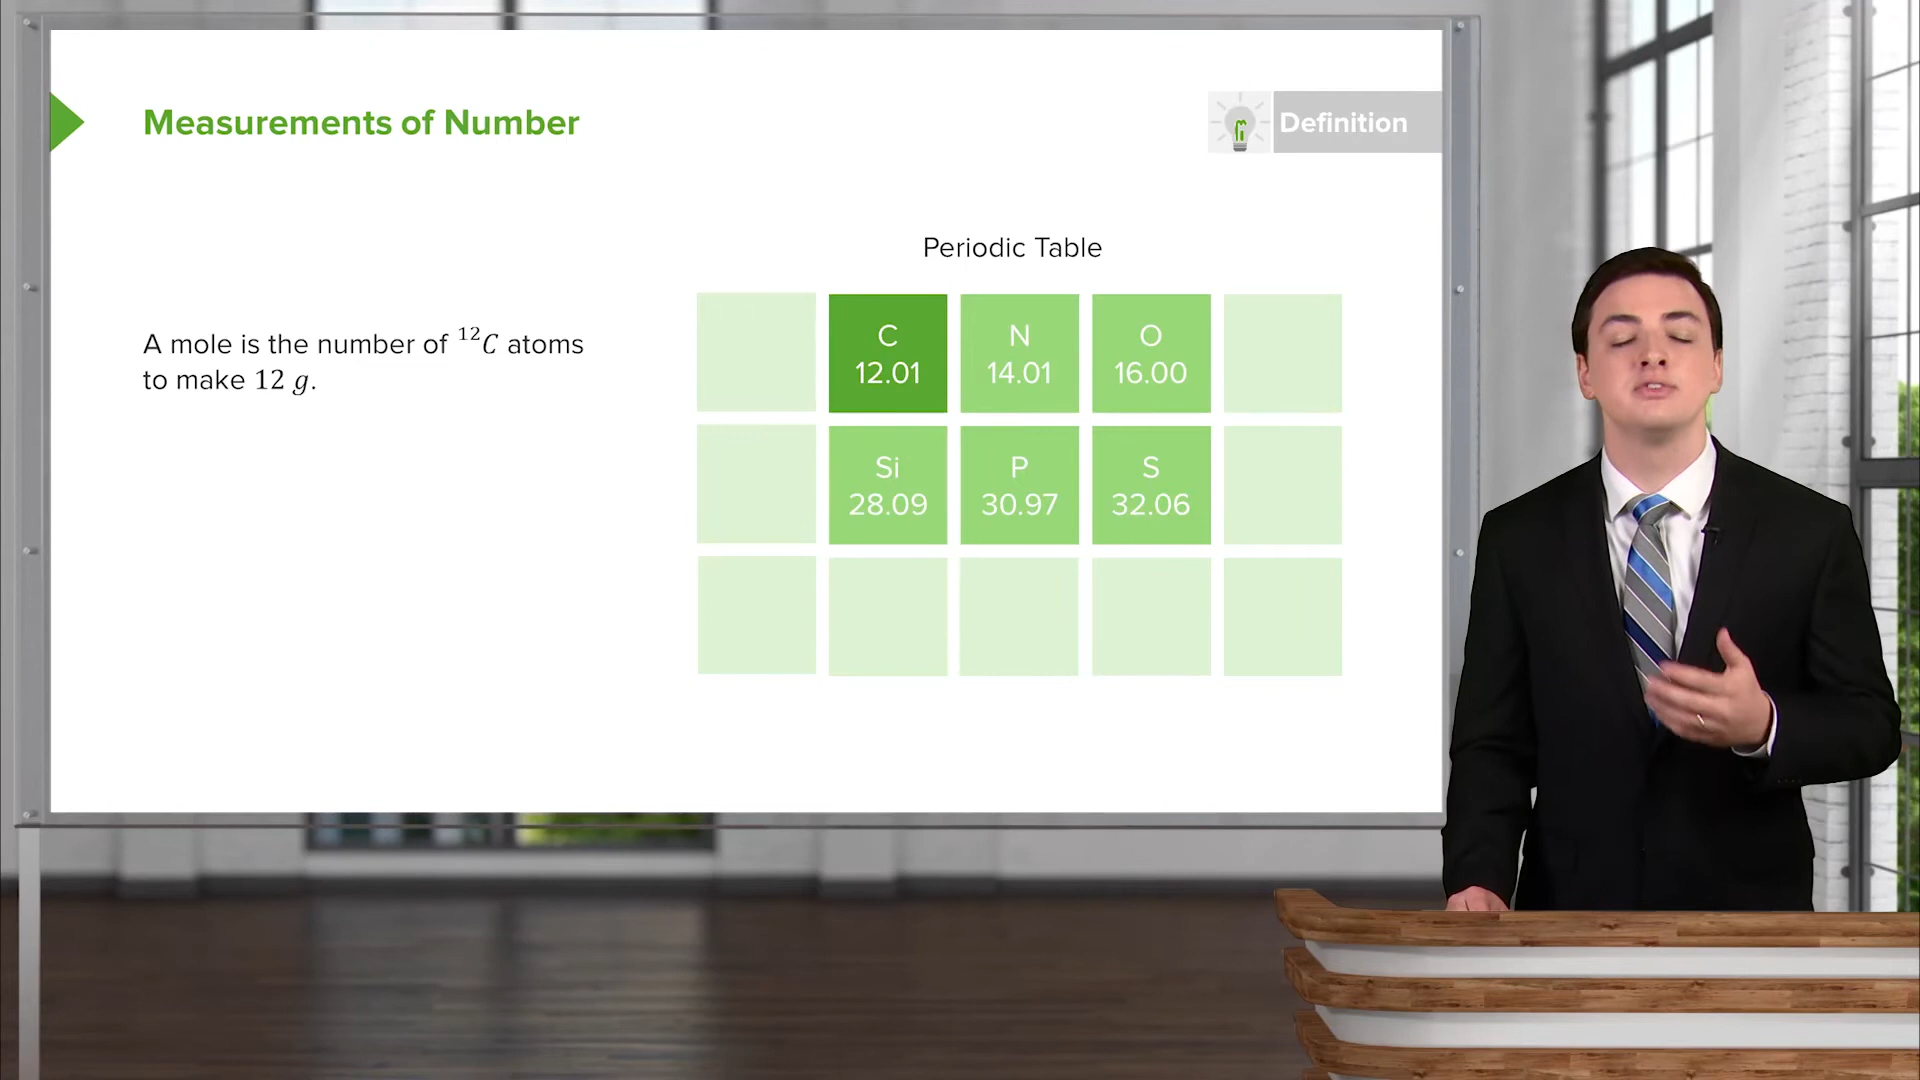 Measurements of Number
Definition
Periodic Table
A mole is the number of ¹²C atoms
to make 12 g.
C
12.01
N
14.01
O
16.00
Si
28.09
P
30.97
S
32.06